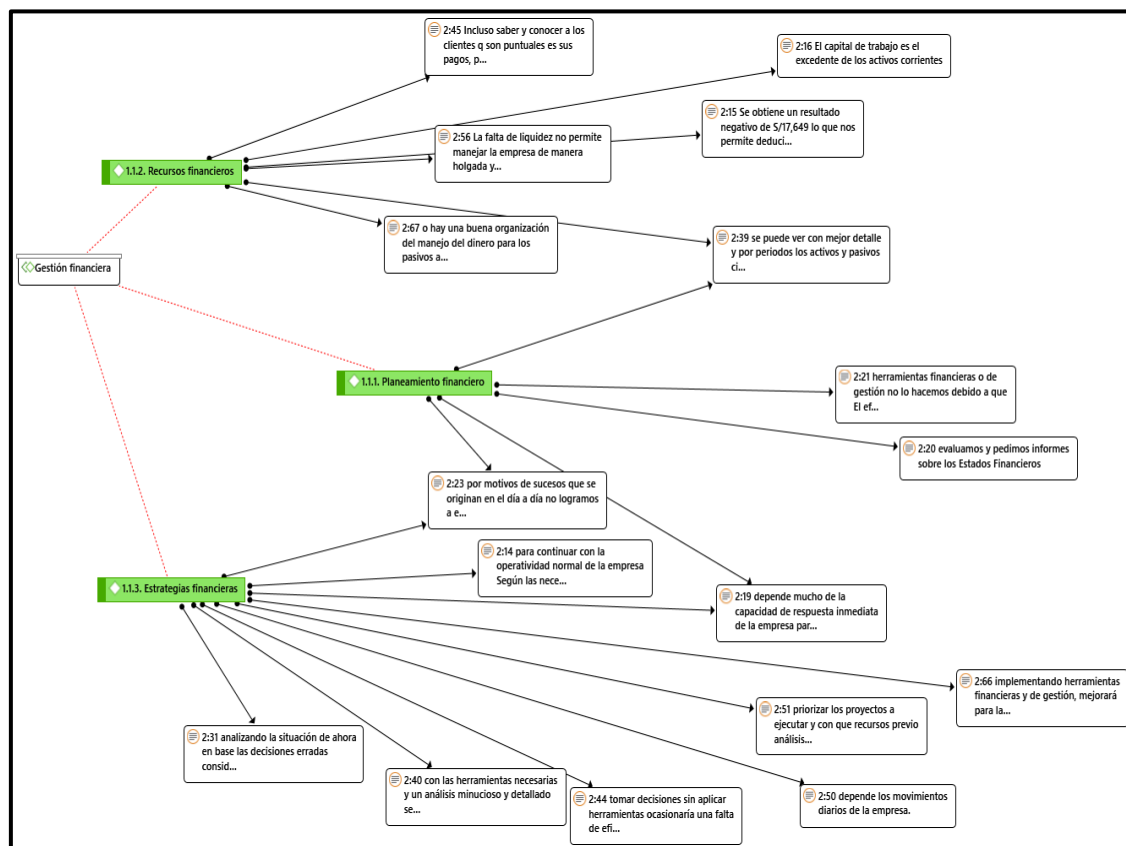 2:45 Incluso saber y conocer a los
clientes q son puntuales es sus
pagos, p...
2:16 El capital de trabajo es el
excedente de los activos corrientes
2:15 Se obtiene un resultado
negativo de S/17,649 lo que nos
permite deduci...
2:56 La falta de liquidez no permite
manejar la empresa de manera
holgada y...
1.1.2. Recursos financieros
2:67 o hay una buena organización
del manejo del dinero para los
pasivos a...
2:39 se puede ver con mejor detalle
y por periodos los activos y pasivos
ci...
Gestión financiera
1.1.1. Planeamiento financiero
2:21 herramientas financieras o de
gestión no lo hacemos debido a que
El ef...
2:20 evaluamos y pedimos informes
sobre los Estados Financieros
2:23 por motivos de sucesos que se
originan en el día a día no logramos
a e...
2:14 para continuar con la
operatividad normal de la empresa
Según las nece...
1.1.3. Estrategias financieras
2:19 depende mucho de la
capacidad de respuesta inmediata
de la empresa par...
2:66 implementando herramientas
financieras y de gestión, mejorará
para la...
2:51 priorizar los proyectos a
ejecutar y con que recursos previo
análisis...
2:31 analizando la situación de ahora
en base las decisiones erradas
consid...
2:40 con las herramientas necesarias
y un análisis minucioso y detallado
se...
2:44 tomar decisiones sin aplicar
herramientas ocasionaría una falta
de efi...
2:50 depende los movimientos
diarios de la empresa.